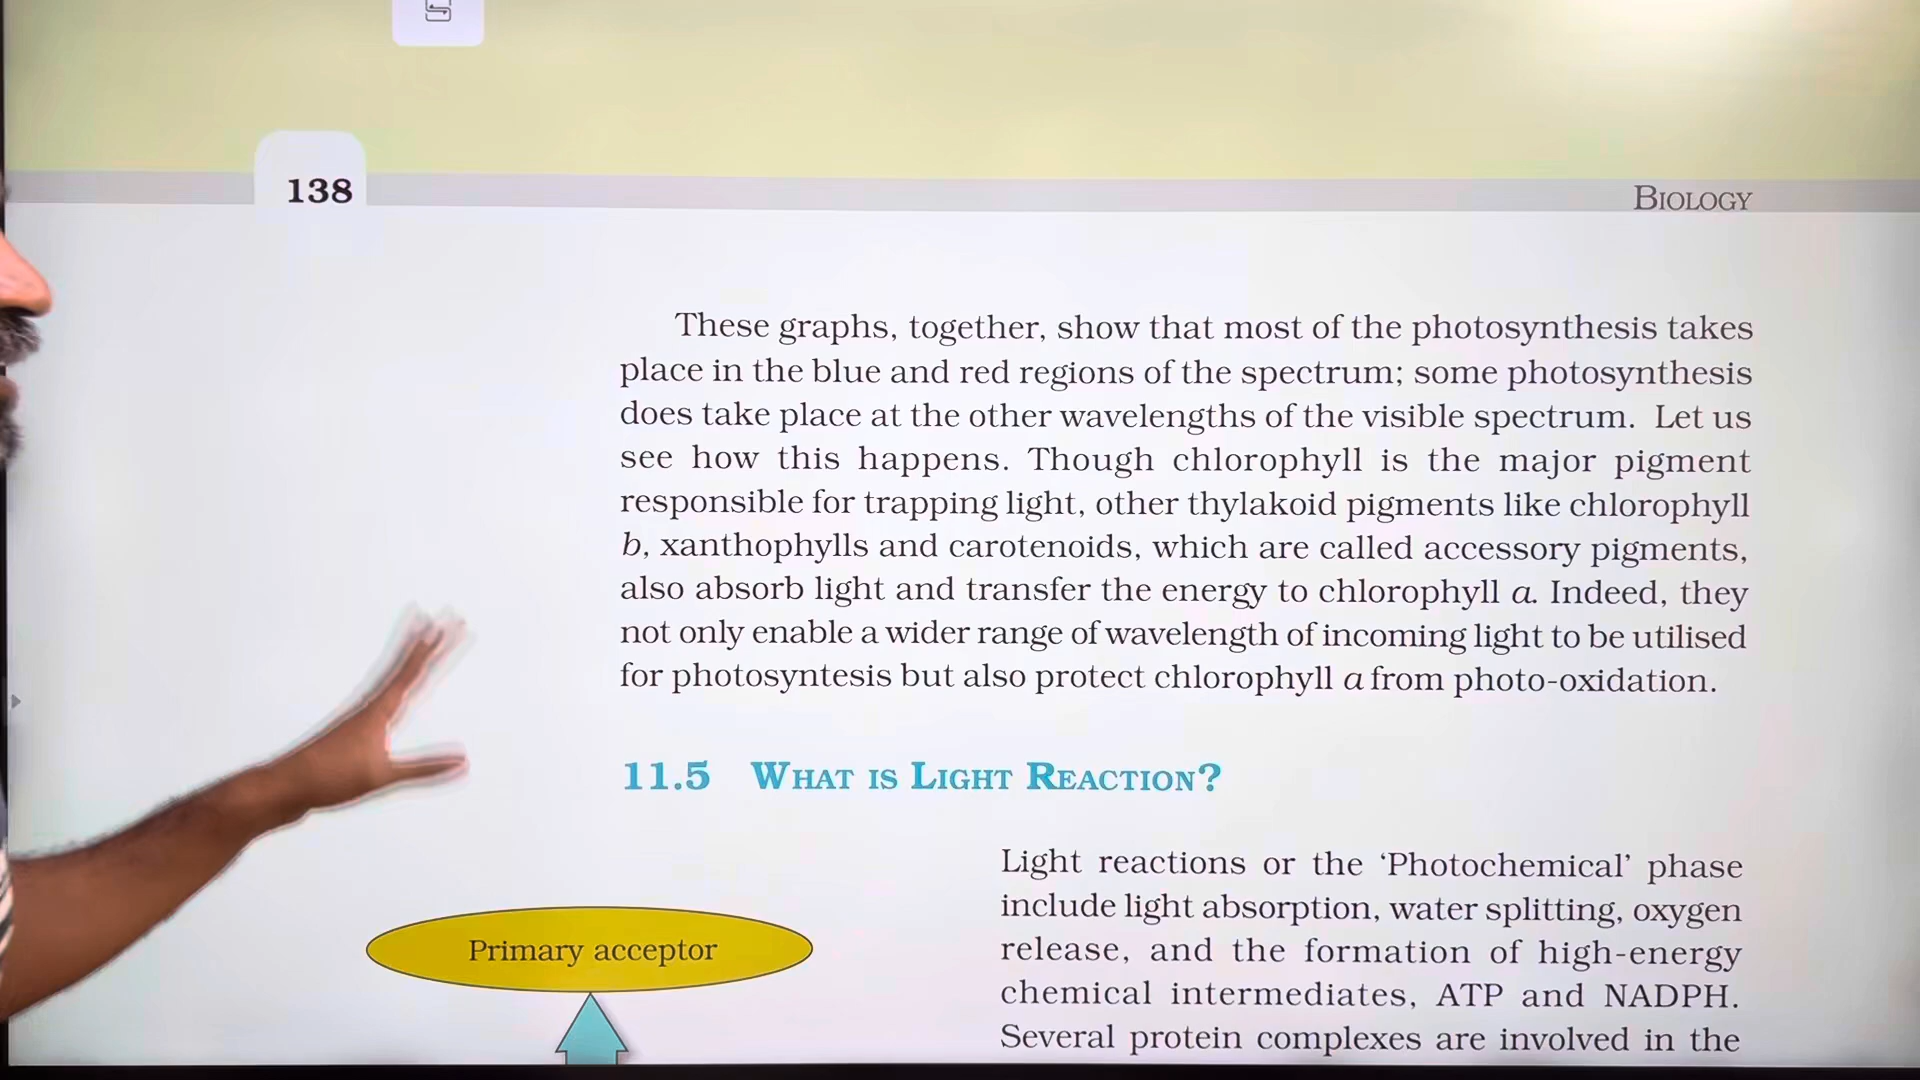 138
BIOLOGY
These graphs, together, show that most of the photosynthesis takes
place in the blue and red regions of the spectrum; some photosynthesis
does take place at the other wavelengths of the visible spectrum. Let us
see how this happens. Though chlorophyll is the major pigment
responsible for trapping light, other thylakoid pigments like chlorophyll
b, xanthophylls and carotenoids, which are called accessory pigments,
also absorb light and transfer the energy to chlorophyll a. Indeed, they
not only enable a wider range of wavelength of incoming light to be utilised
for photosyntesis but also protect chlorophyll a from photo-oxidation.
11.5 WHAT IS LIGHT REACTION?
Light reactions or the ‘Photochemical’ phase
include light absorption, water splitting, oxygen
release, and the formation of high-energy
chemical intermediates, ATP and NADPH.
Several protein complexes are involved in the
Primary acceptor